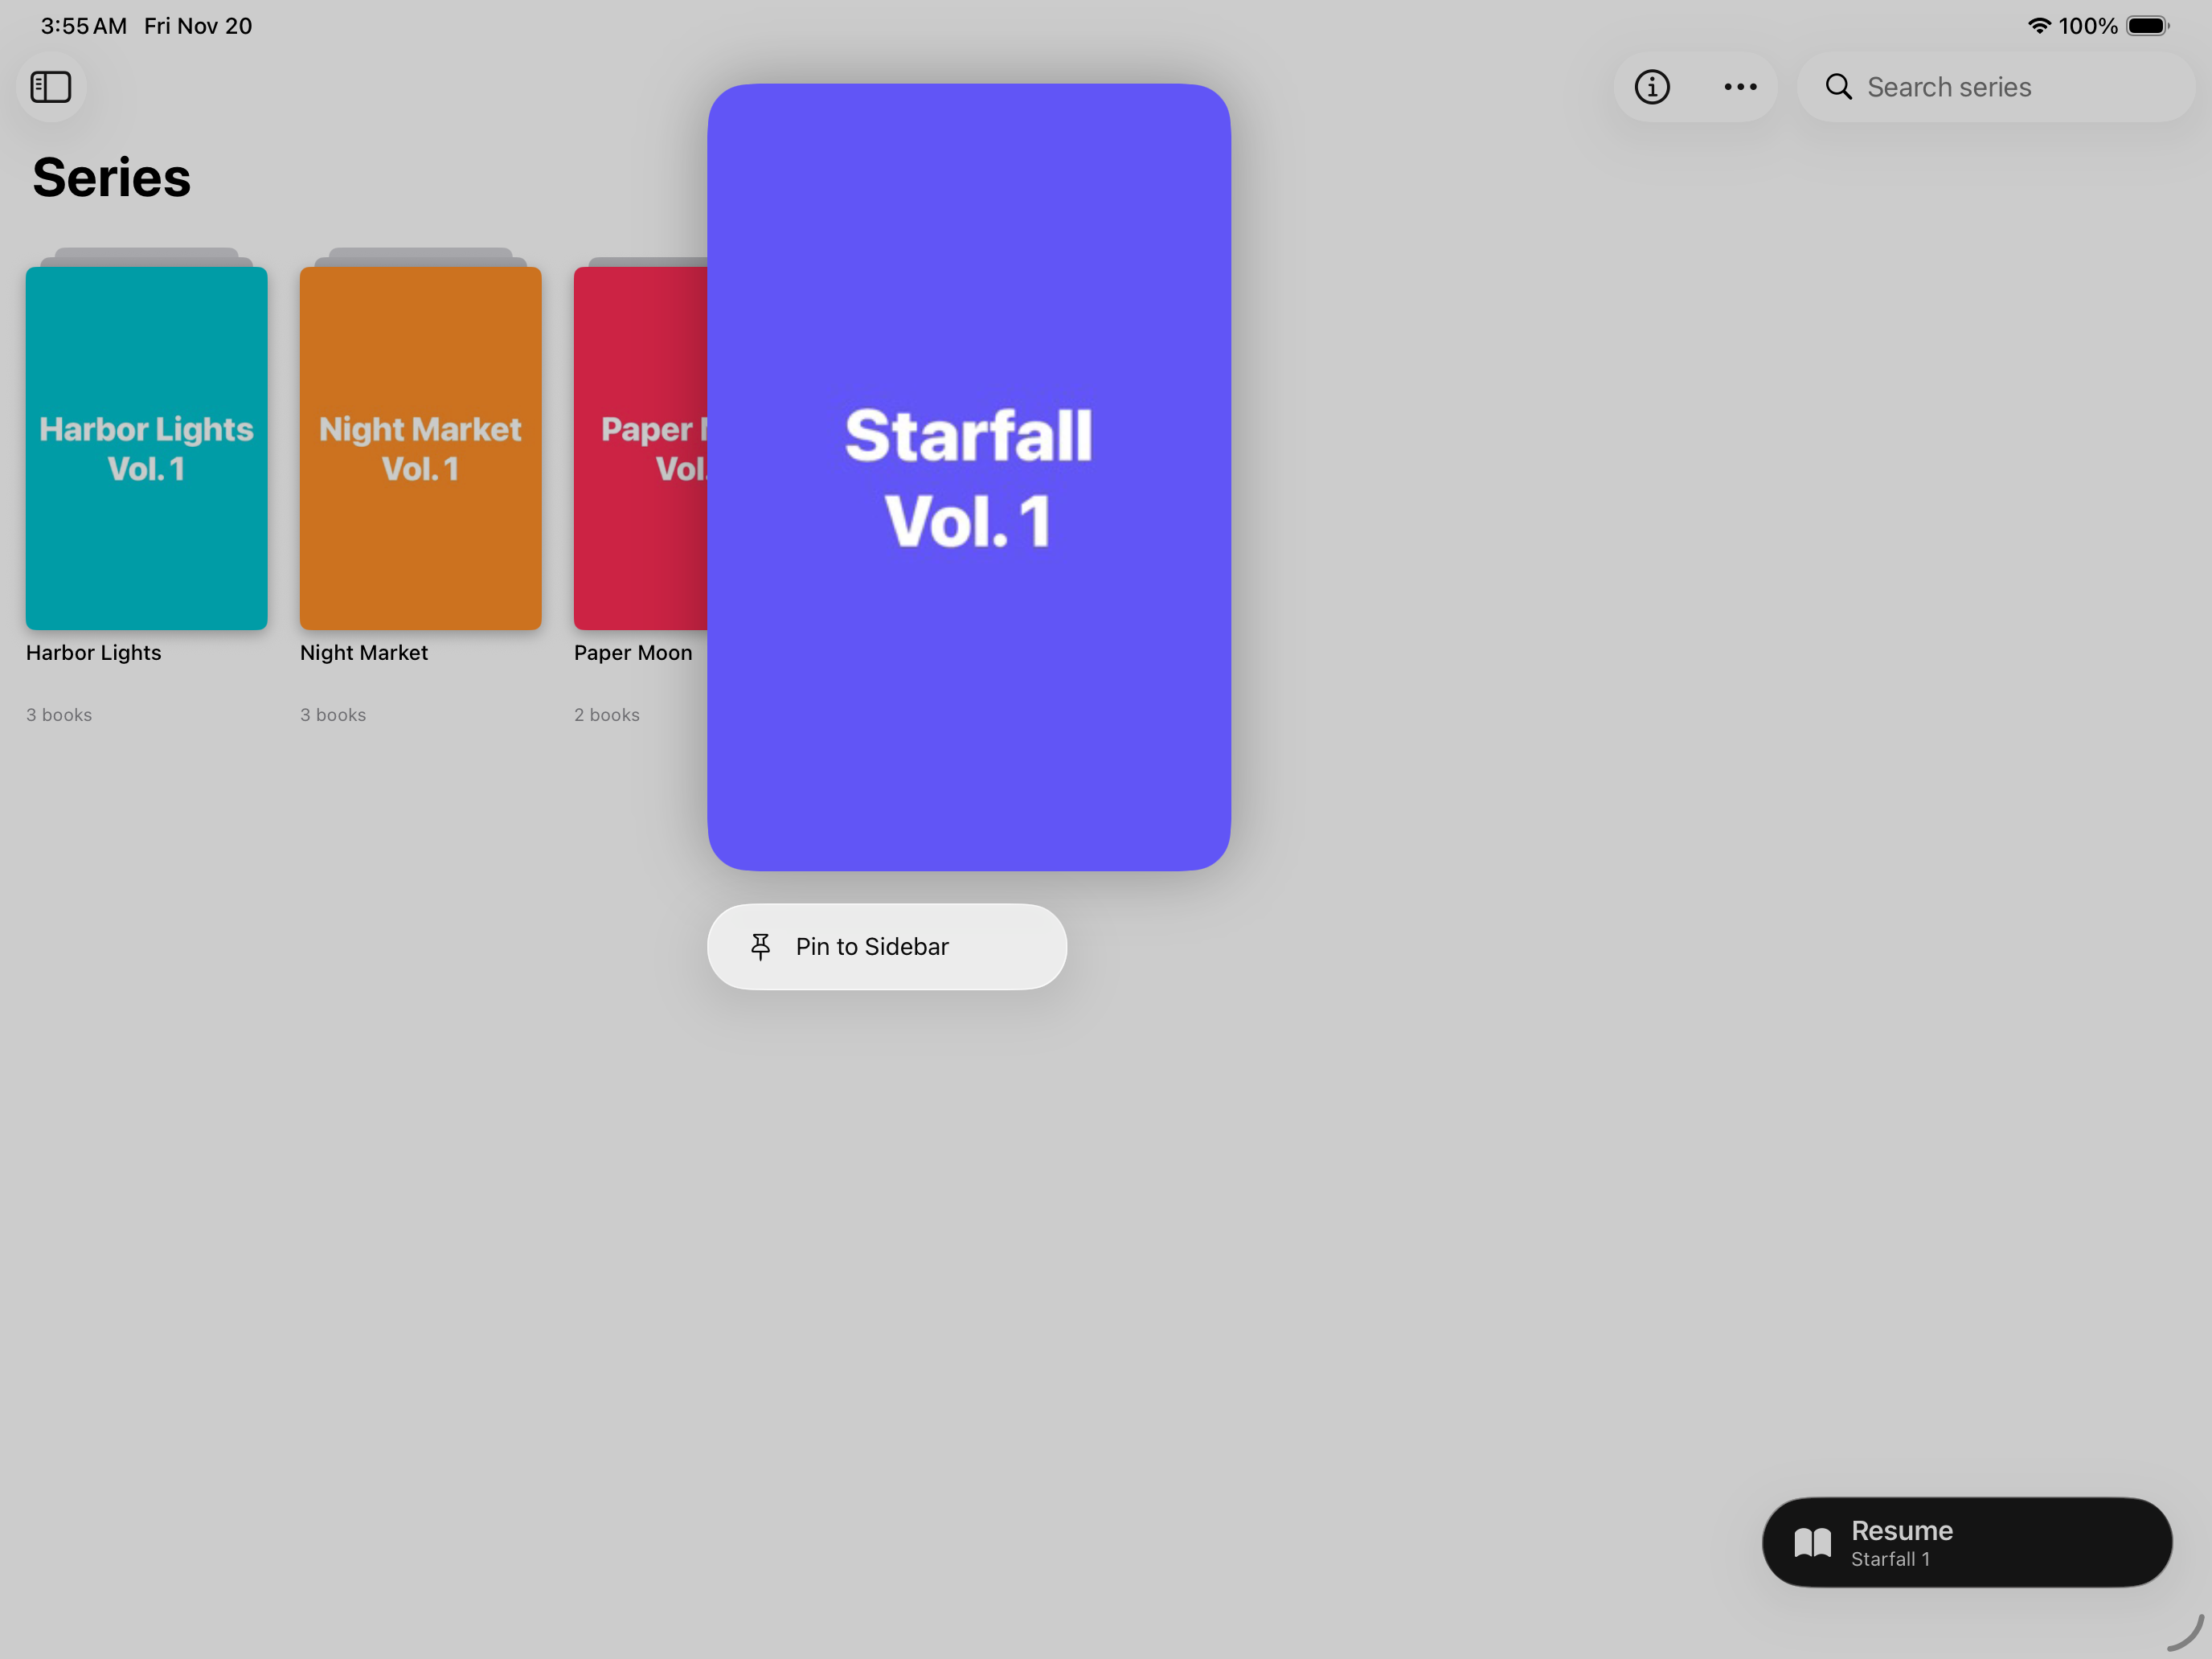 3:55 AM Fri Nov 20
100%
Search series
Series
Harbor Lights
Vol. 1
Night Market
Vol. 1
Paper
Vol.
Starfall
Vol. 1
Harbor Lights
Night Market
Paper Moon
3 books
3 books
2 books
Pin to Sidebar
Resume
Starfall 1